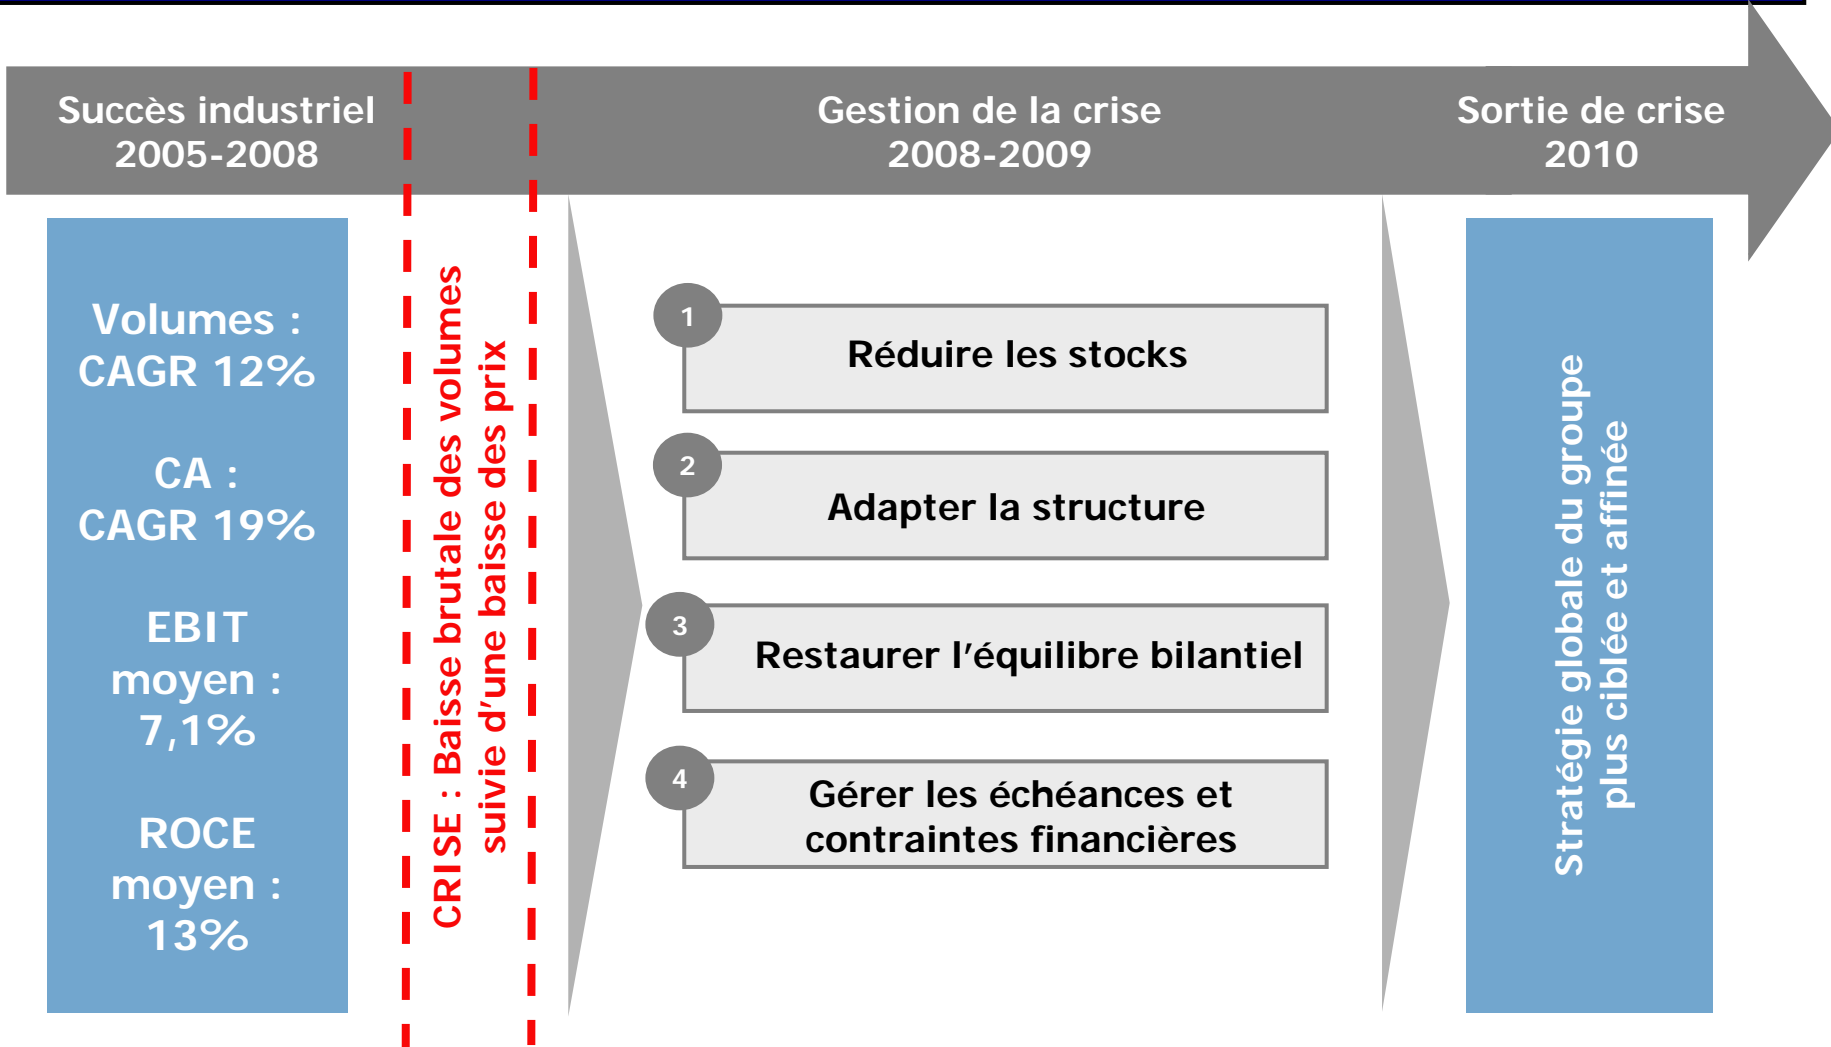 Succès industriel
2005-2008
Gestion de la crise
2008-2009
Sortie de crise
2010
Volumes :
CAGR 12%
CA :
CAGR 19%
EBIT
moyen :
7,1%
ROCE
moyen :
13%
CRISE : Baisse brutale des volumes
suivie d’une baisse des prix
1
Réduire les stocks
2
Adapter la structure
3
Restaurer l’équilibre bilantiel
4
Gérer les échéances et
contraintes financières
Stratégie globale du groupe
plus ciblée et affinée